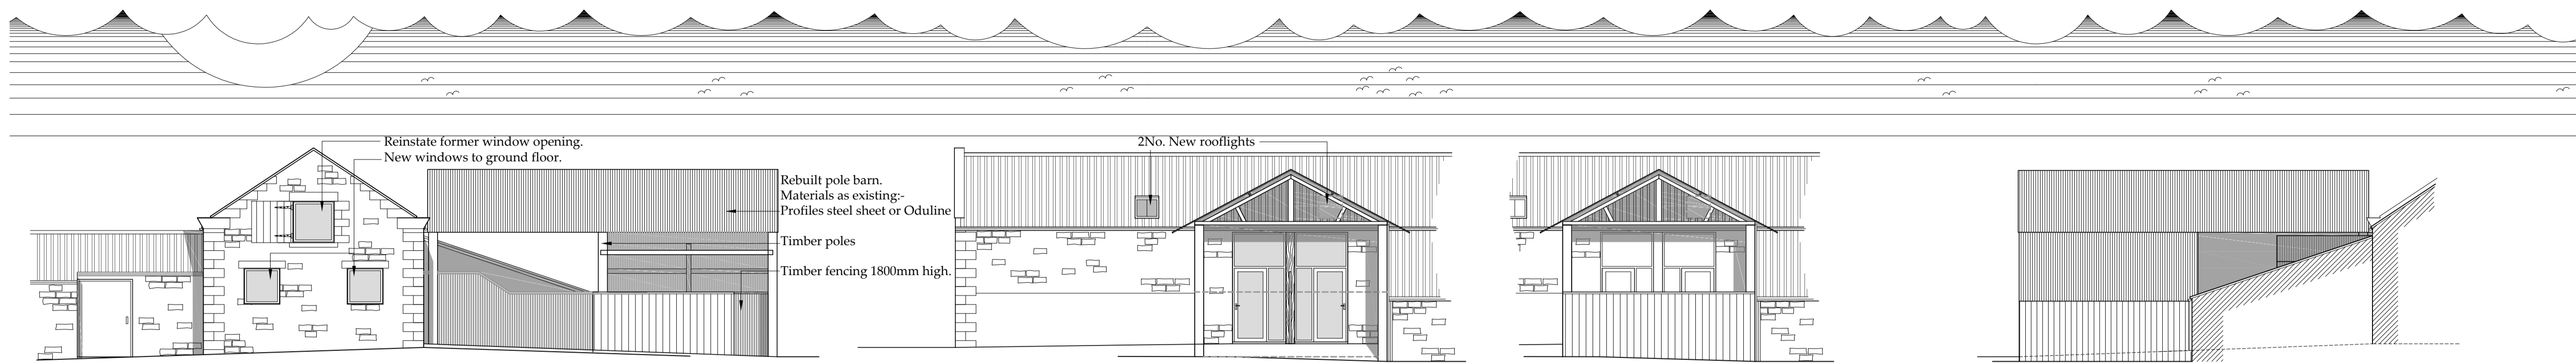 Reinstate former window opening.
New windows to ground floor.
Rebuilt pole barn.
Materials as existing:-
Profiles steel sheet or Oduline
Timber poles
Timber fencing 1800mm high.
2No. New rooflights